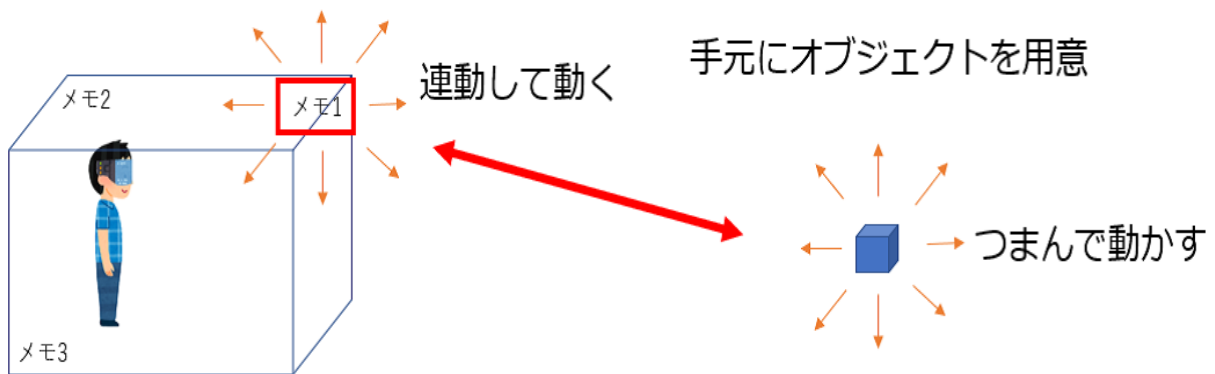 手元にオブジェクトを用意
連動して動く
メモ2
メモ1
つまんで動かす
メモ3